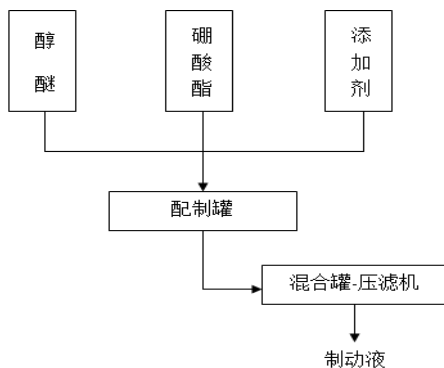 醇醚
硼酸酯
添加剂
配制罐
混合罐-压滤机
制动液